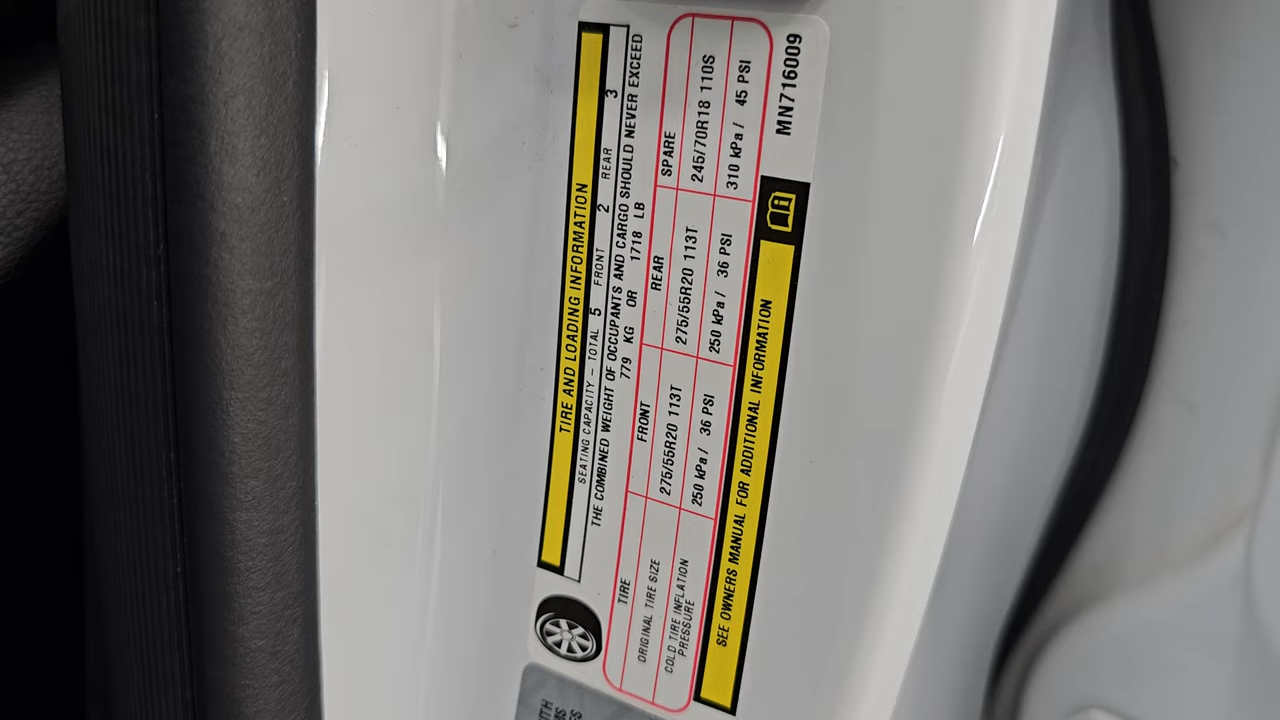 TIRE AND LOADING INFORMATION
SEATING CAPACITY – TOTAL 5 FRONT 2 REAR 3
THE COMBINED WEIGHT OF OCCUPANTS AND CARGO SHOULD NEVER EXCEED
779 KG OR 1718 LB
TIRE FRONT REAR SPARE
ORIGINAL TIRE SIZE 275/55R20 113T 275/55R20 113T 245/70R18 110S
COLD TIRE INFLATION PRESSURE 250 kPa / 36 PSI 250 kPa / 36 PSI 310 kPa / 45 PSI
SEE OWNERS MANUAL FOR ADDITIONAL INFORMATION
MN716009